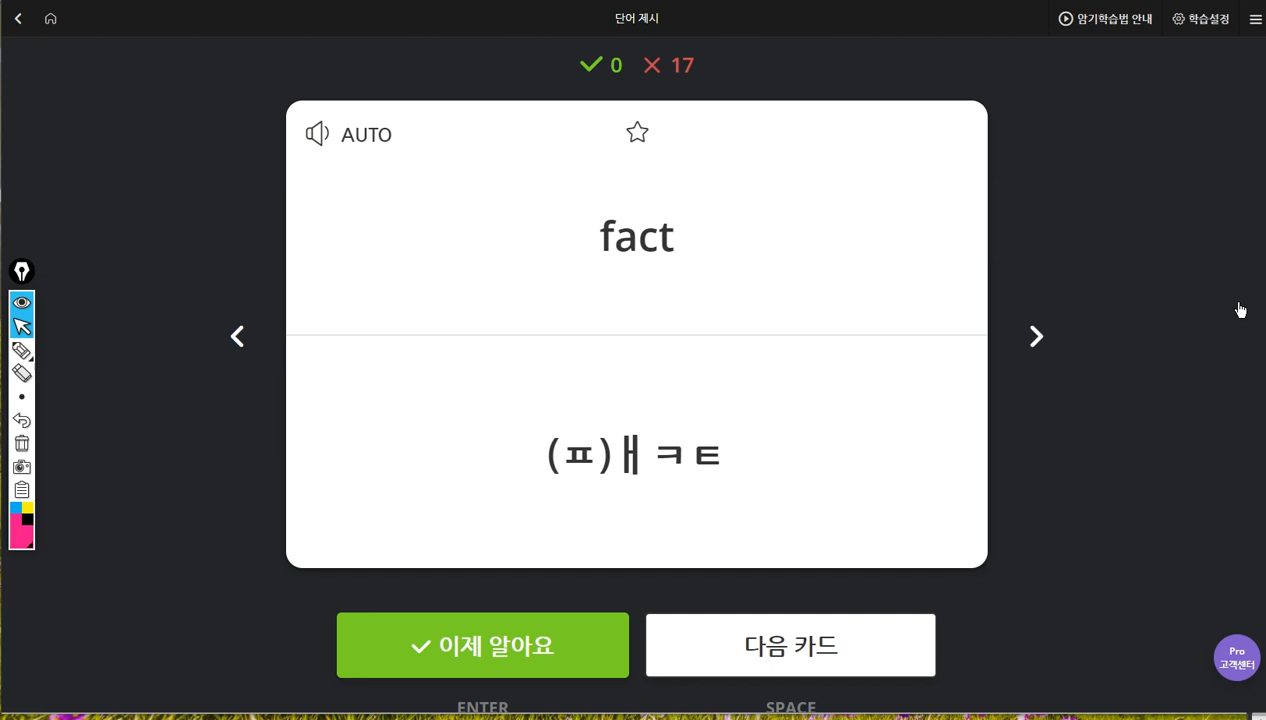 단어 제시
암기학습법 안내
학습설정
0
17
AUTO
fact
(ㅍ)ㅐㅋㅌ
이제 알아요
다음 카드
ENTER
SPACE
Pro
고객센터